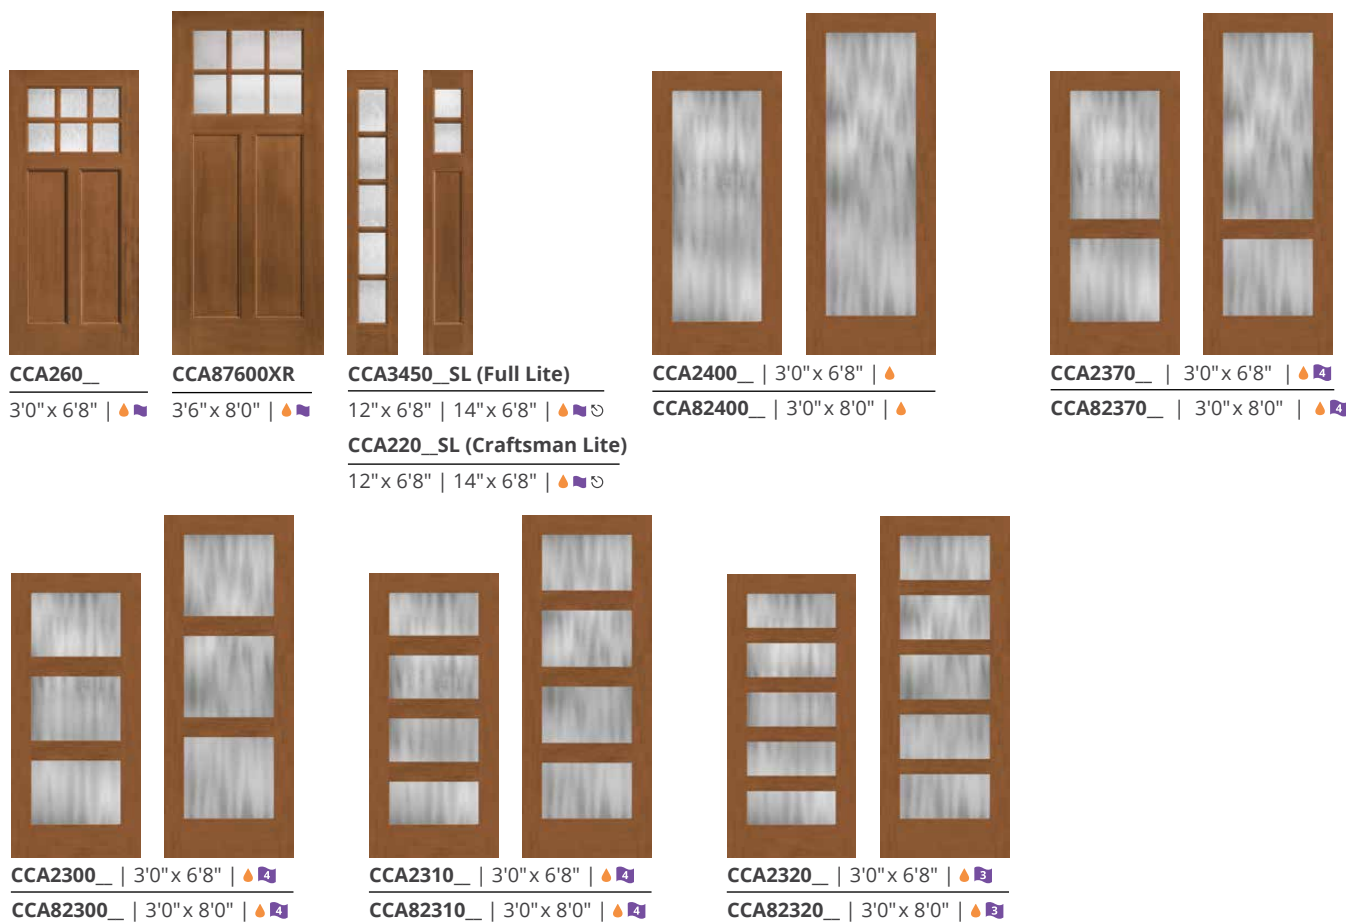 CCA260__
3'0" x 6'8" |
CCA87600XR
3'6" x 8'0" |
CCA3450__SL (Full Lite)
12" x 6'8" | 14" x 6'8" |
CCA220__SL (Craftsman Lite)
12" x 6'8" | 14" x 6'8" |
CCA2400__ | 3'0" x 6'8" |
CCA82400__ | 3'0" x 8'0" |
CCA2370__ | 3'0" x 6'8" | 4
CCA82370__ | 3'0" x 8'0" | 4
CCA2300__ | 3'0" x 6'8" | 4
CCA82300__ | 3'0" x 8'0" | 4
CCA2310__ | 3'0" x 6'8" | 4
CCA82310__ | 3'0" x 8'0" | 4
CCA2320__ | 3'0" x 6'8" | 3
CCA82320__ | 3'0" x 8'0" | 3